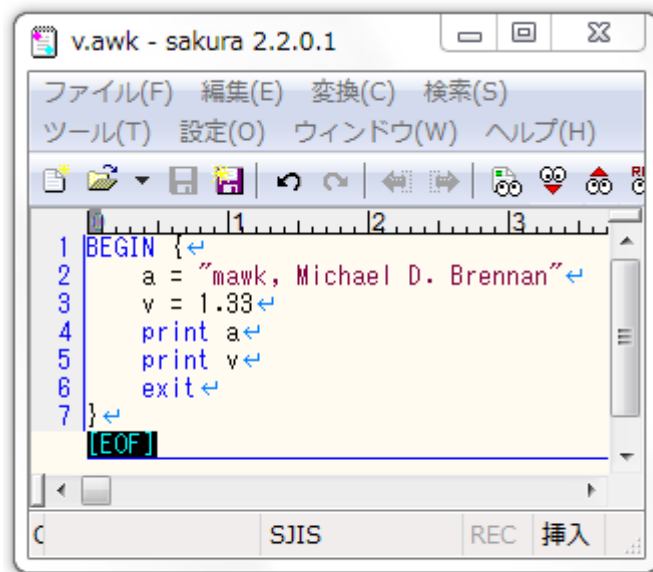 v.awk - sakura 2.2.0.1
ファイル(F) 編集(E) 変換(C) 検索(S)
ツール(T) 設定(O) ウィンドウ(W) ヘルプ(H)
0 1 2 3
1 BEGIN {↵
2 a = "mawk, Michael D. Brennan"↵
3 v = 1.33↵
4 print a↵
5 print v↵
6 exit↵
7 }↵
[EOF]
SJIS REC 挿入